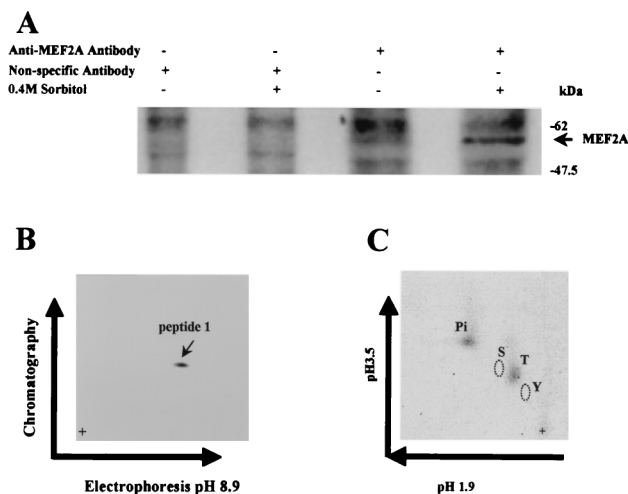 A
Anti-MEF2A Antibody - - + +
Non-specific Antibody + + - -
0.4M Sorbitol - + - + kDa
-62
MEF2A
-47.5
B
C
peptide 1
Chromatography
+
Electrophoresis pH 8.9
Pi
S
T
Y
pH3.5
+
pH 1.9